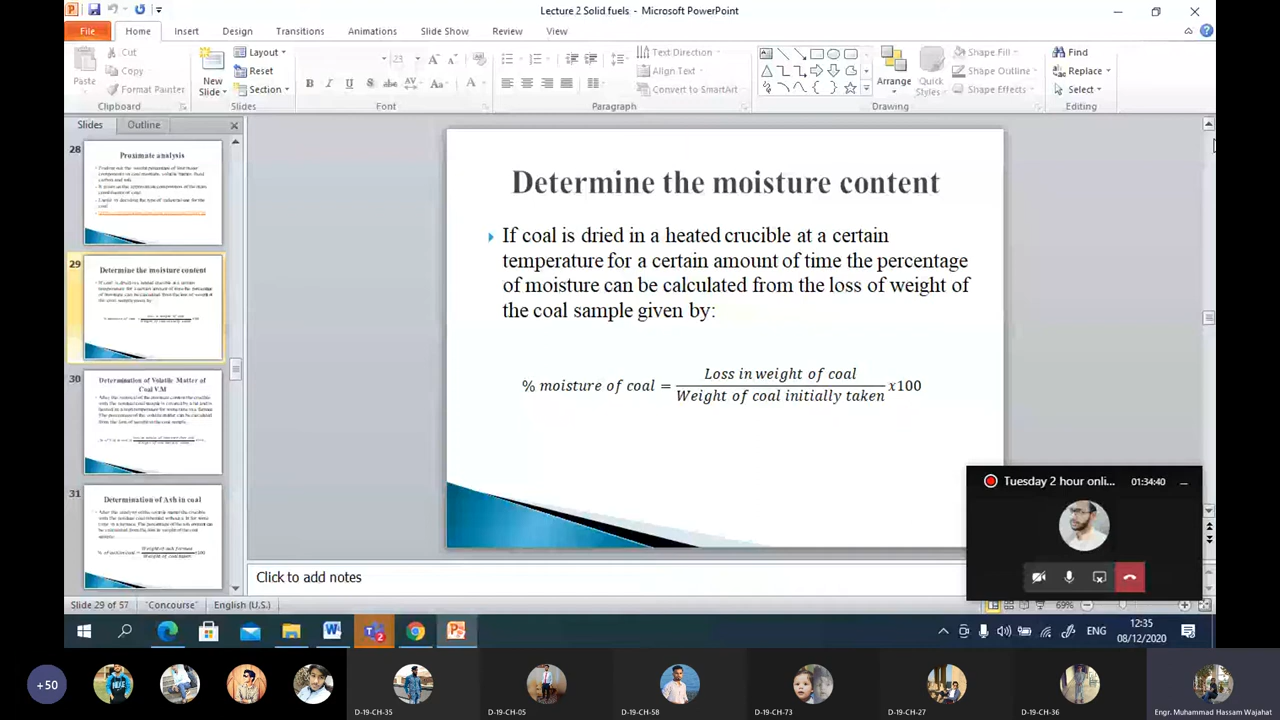 Lecture 2 Solid fuels - Microsoft PowerPoint
File
Home
Insert
Design
Transitions
Animations
Slide Show
Review
View
Paste
Cut
Copy
Format Painter
Clipboard
New
Slide
Layout
Reset
Section
Slides
23
Font
Text Direction
Align Text
Convert to SmartArt
Paragraph
Arrange
Quick
Styles
Shape Fill
Shape Outline
Shape Effects
Drawing
Find
Replace
Select
Editing
Slides
Outline
28
Proximate analysis
29
Determine the moisture content
30
Determination of Volatile Matter of
Coal V.M
31
Determination of Ash in coal
Determine the moisture content
If coal is dried in a heated crucible at a certain
temperature for a certain amount of time the percentage
of moisture can be calculated from the loss of weight of
the coal sample given by:
% moisture of coal = Loss in weight of coal / Weight of coal initially taken x100
Click to add notes
Tuesday 2 hour onli...
01:34:40
Slide 29 of 57
"Concourse"
English (U.S.)
69%
ENG
12:35
08/12/2020
+50
D-19-CH-35
D-19-CH-05
D-19-CH-58
D-19-CH-73
D-19-CH-27
D-19-CH-36
Engr. Muhammad Hassam Wajahat